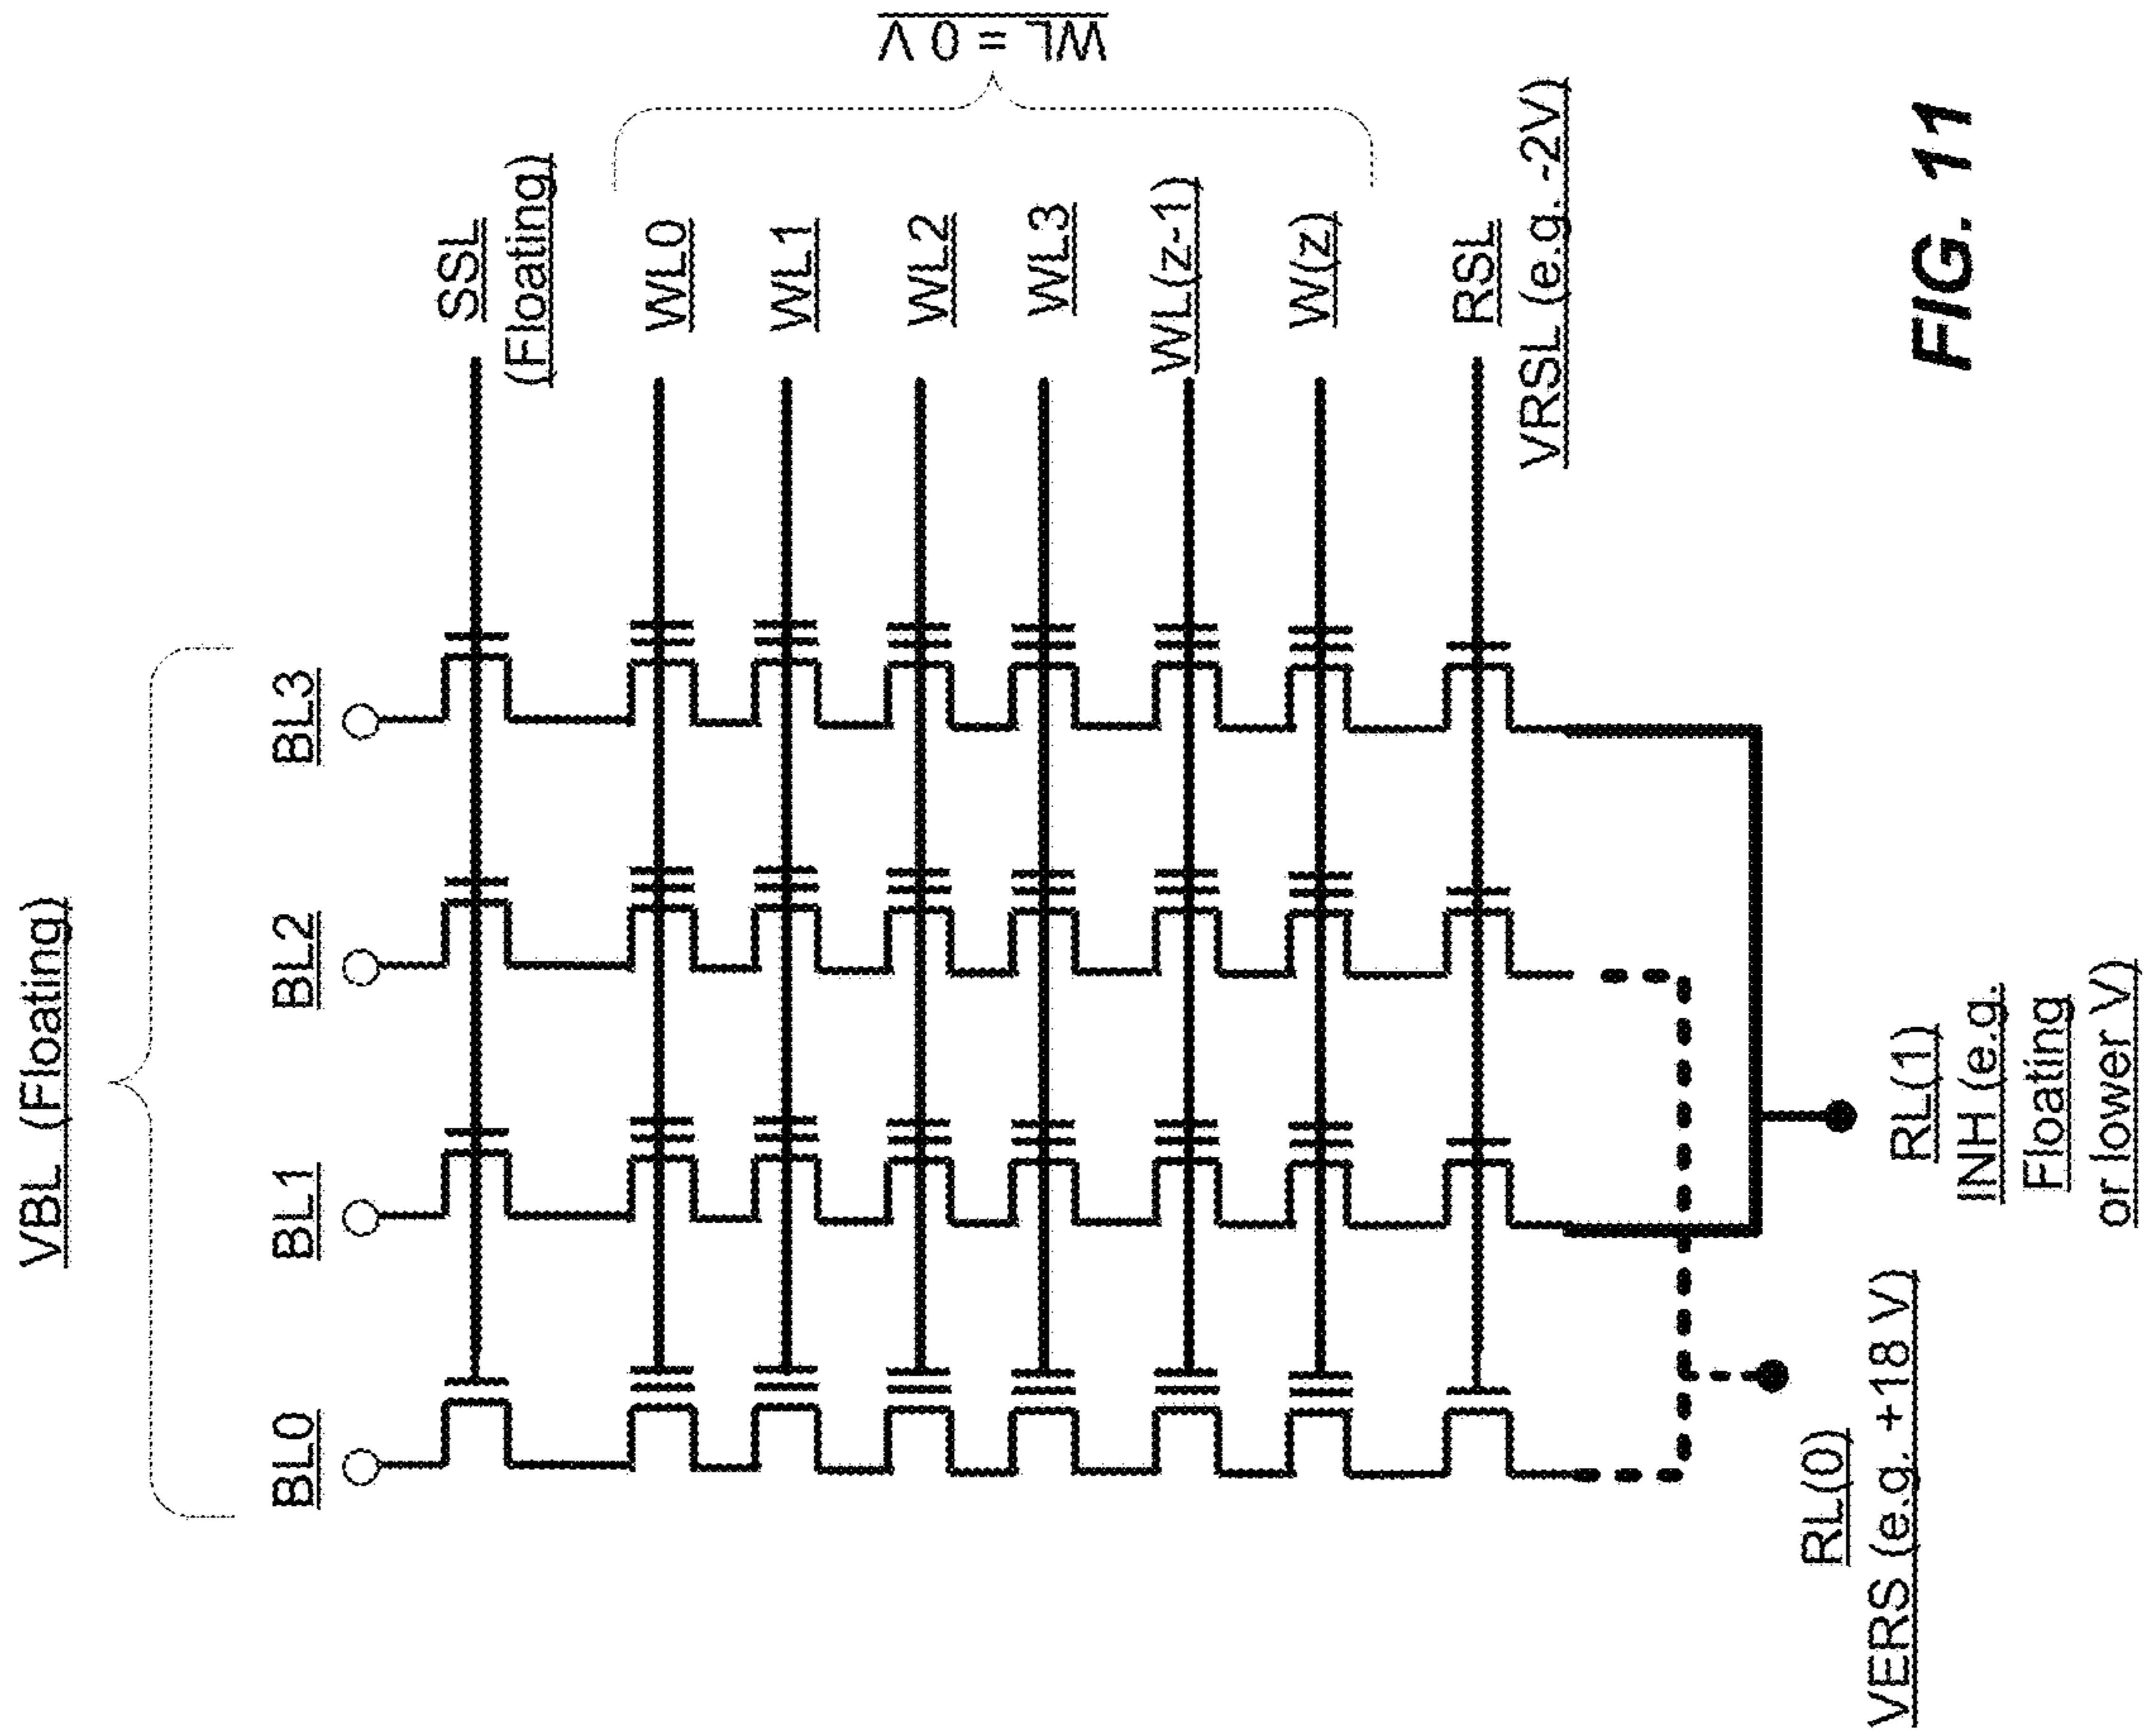 VBL (Floating)
BL0
BL1
BL2
BL3
SSL
(Floating)
WL0
WL1
WL2
WL3
WL(z-1)
W(z)
WL = 0 V
RSL
VRSL (e.g. -2V)
RL(0)
VERS (e.g. +18 V)
RL(1)
INH (e.g.
Floating
or lower V)
FIG. 11